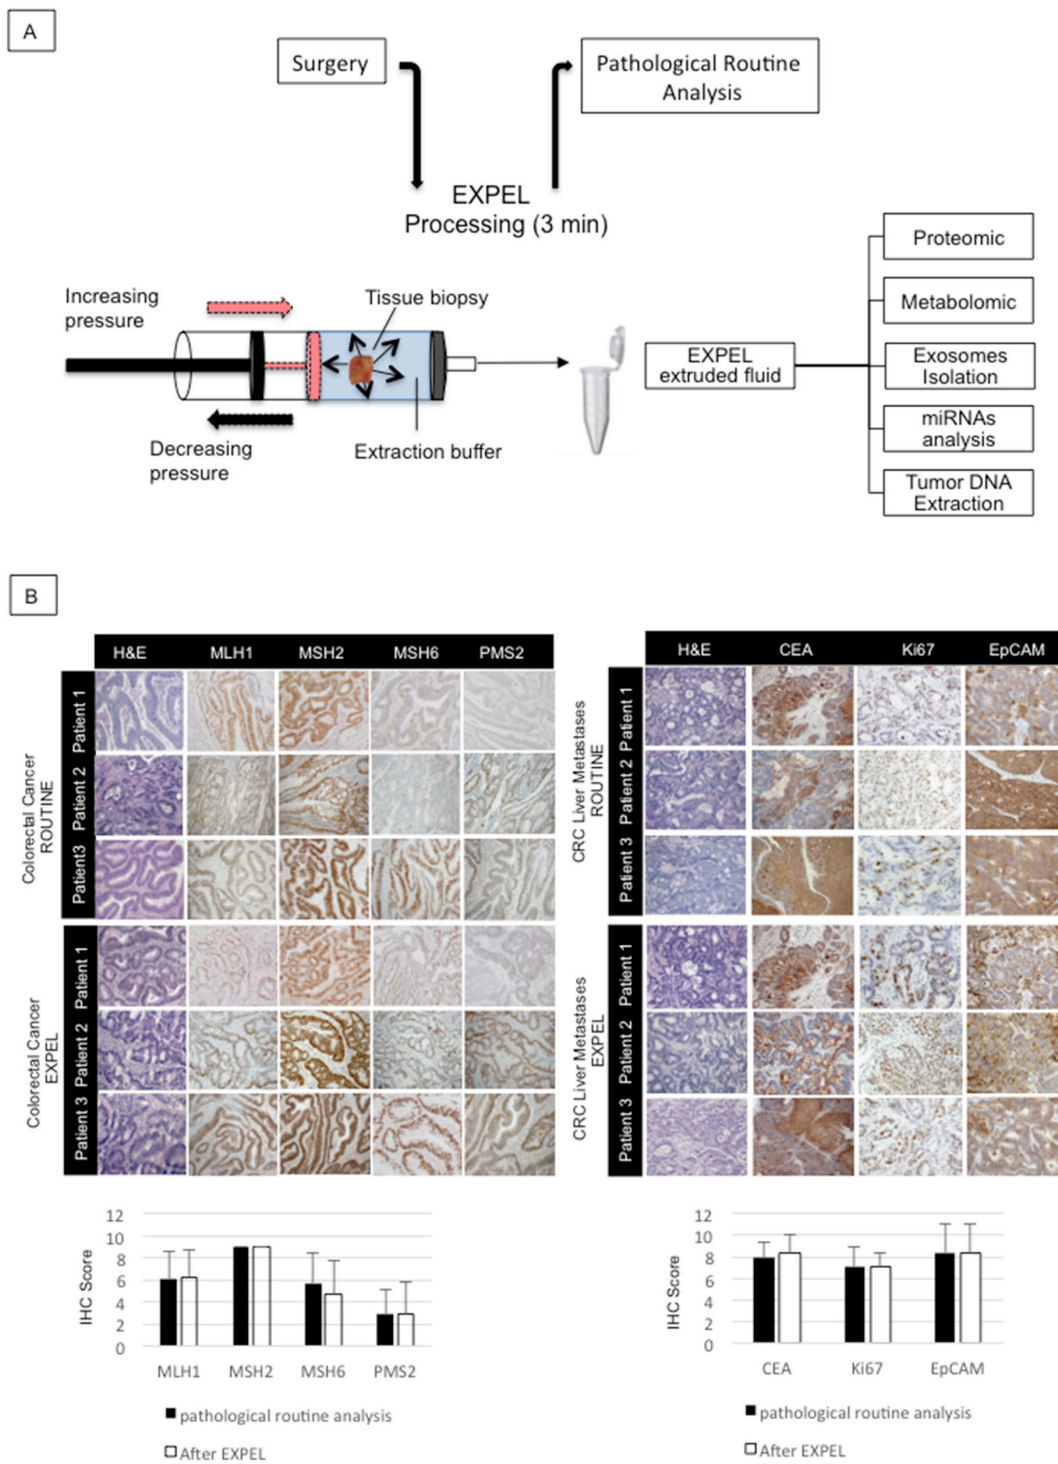 A
Surgery
Pathological Routine
Analysis
EXPEL
Processing (3 min)
Increasing
pressure
Tissue biopsy
Decreasing
pressure
Extraction buffer
EXPEL
extruded fluid
Proteomic
Metabolomic
Exosomes
Isolation
miRNAs
analysis
Tumor DNA
Extraction
B
H&E MLH1 MSH2 MSH6 PMS2
Colorectal Cancer
ROUTINE
Patient 1
Patient 2
Patient3
Colorectal Cancer
EXPEL
Patient 1
Patient 2
Patient 3
H&E CEA Ki67 EpCAM
CRC Liver Metastases
ROUTINE
Patient 1
Patient 2
Patient 3
CRC Liver Metastases
EXPEL
Patient 1
Patient 2
Patient 3
IHC Score
12
10
8
6
4
2
0
MLH1 MSH2 MSH6 PMS2
pathological routine analysis
After EXPEL
IHC Score
12
10
8
6
4
2
0
CEA Ki67 EpCAM
pathological routine analysis
After EXPEL